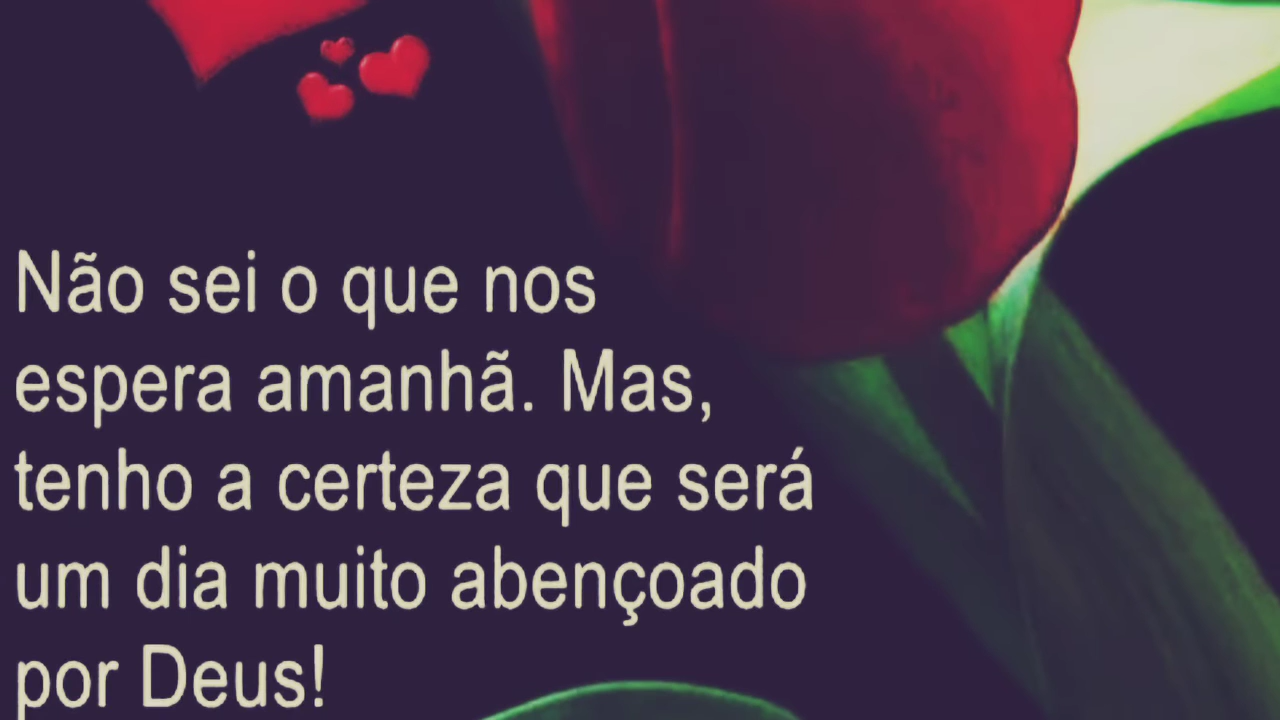 Não sei o que nos
espera amanhã. Mas,
tenho a certeza que será
um dia muito abençoado
por Deus!